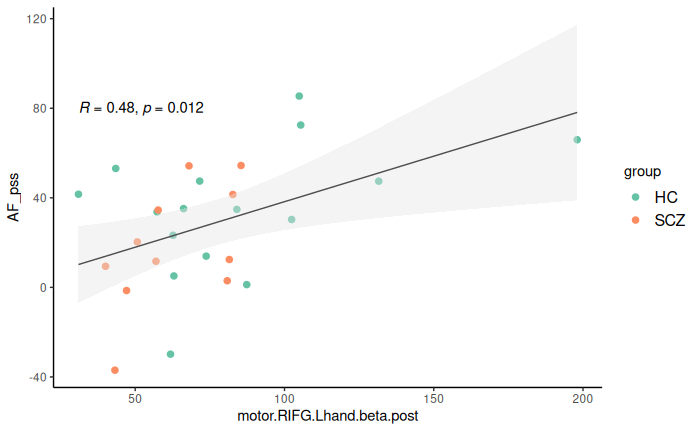 120
80
40
0
-40
AF_pss
R = 0.48, p = 0.012
50
100
150
200
motor.RIFG.Lhand.beta.post
group
HC
SCZ